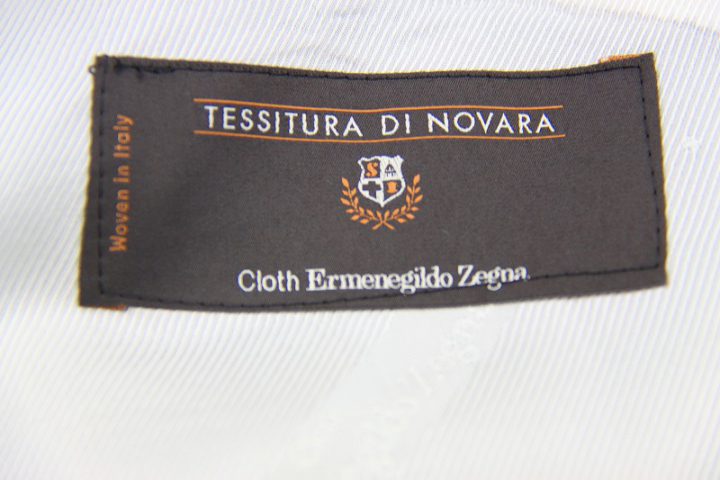 TESSITURA DI NOVARA
Woven in Italy
Cloth Ermenegildo Zegna